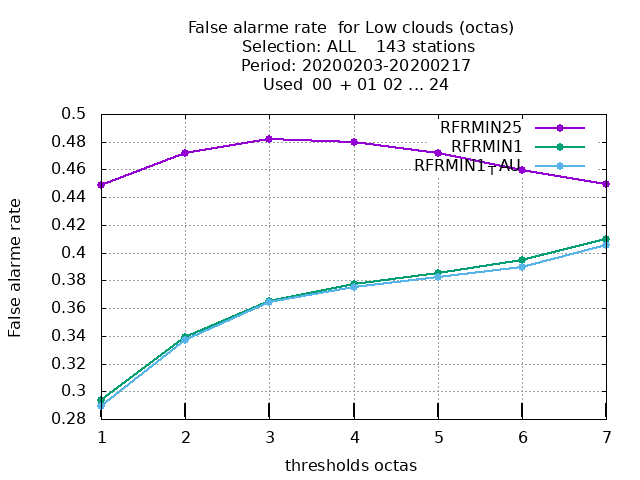 False alarme rate  for Low clouds (octas)
Selection: ALL    143 stations
Period: 20200203-20200217
Used  00 + 01 02 ... 24
0.5
0.48
0.46
0.44
0.42
0.4
0.38
0.36
0.34
0.32
0.3
0.28
False alarme rate
RFRMIN25
RFRMIN1
RFRMIN1_TAU
1 2 3 4 5 6 7
thresholds octas